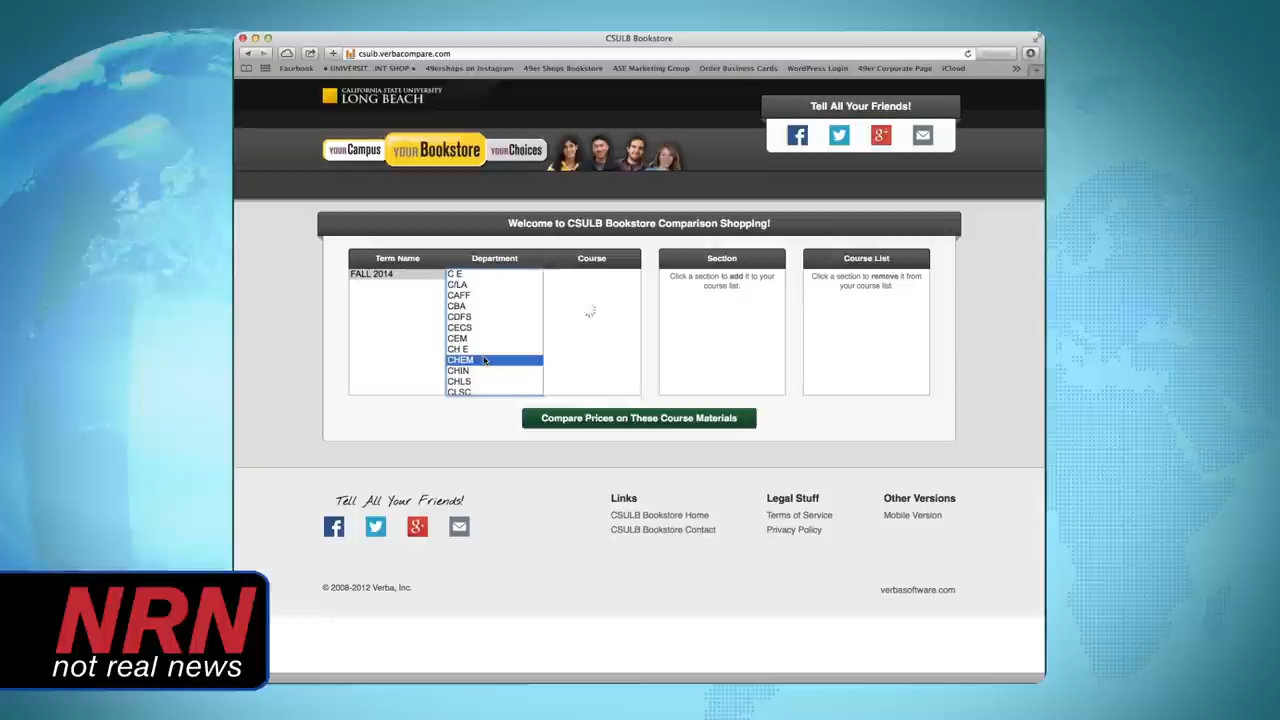 CSULB Bookstore
csulb.verbacompare.com
Facebook
UNIVERSIT...INT SHOP
49ershops on Instagram
49er Shops Bookstore
ASE Marketing Group
Order Business Cards
WordPress Login
49er Corporate Page
iCloud
CALIFORNIA STATE UNIVERSITY
LONG BEACH
Tell All Your Friends!
YOUR Campus
YOUR Bookstore
YOUR Choices
Welcome to CSULB Bookstore Comparison Shopping!
Term Name
Department
Course
Section
Course List
FALL 2014
C E
C/LA
CAFF
CBA
CDFS
CECS
CEM
CH E
CHEM
CHIN
CHLS
CLSC
Click a section to add it to your
course list.
Click a section to remove it from
your course list
Compare Prices on These Course Materials
Tell All Your Friends!
Links
CSULB Bookstore Home
CSULB Bookstore Contact
Legal Stuff
Terms of Service
Privacy Policy
Other Versions
Mobile Version
© 2008-2012 Verba, Inc.
verbasoftware.com
NRN
not real news